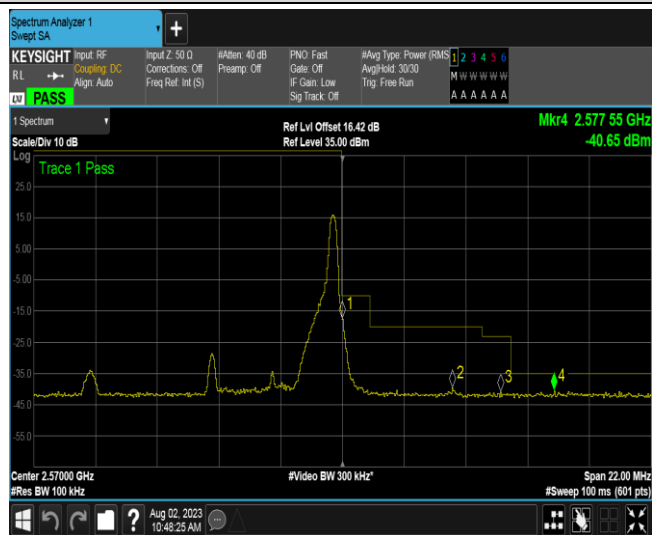 Spectrum Analyzer 1
Swept SA
+
KEYSIGHT Input: RF
RL Coupling: DC
Align: Auto
LXI PASS
Input Z: 50 Ω
Corrections: Off
Freq Ref: Int (S)
#Atten: 40 dB
Preamp: Off
PNO: Fast
Gate: Off
IF Gain: Low
Sig Track: Off
#Avg Type: Power (RMS
Avg|Hold: 30/30
Trig: Free Run
1 2 3 4 5 6
M W W W W W
A A A A A A
1 Spectrum
Scale/Div 10 dB
Ref Lvl Offset 16.42 dB
Ref Level 35.00 dBm
Mkr4 2.577 55 GHz
-40.65 dBm
Log
Trace 1 Pass
25.0
15.0
5.00
-5.00
-15.0
-25.0
-35.0
-45.0
-55.0
1
2
3
4
Center 2.57000 GHz
#Res BW 100 kHz
#Video BW 300 kHz*
Span 22.00 MHz
#Sweep 100 ms (601 pts)
?
Aug 02, 2023
10:48:25 AM